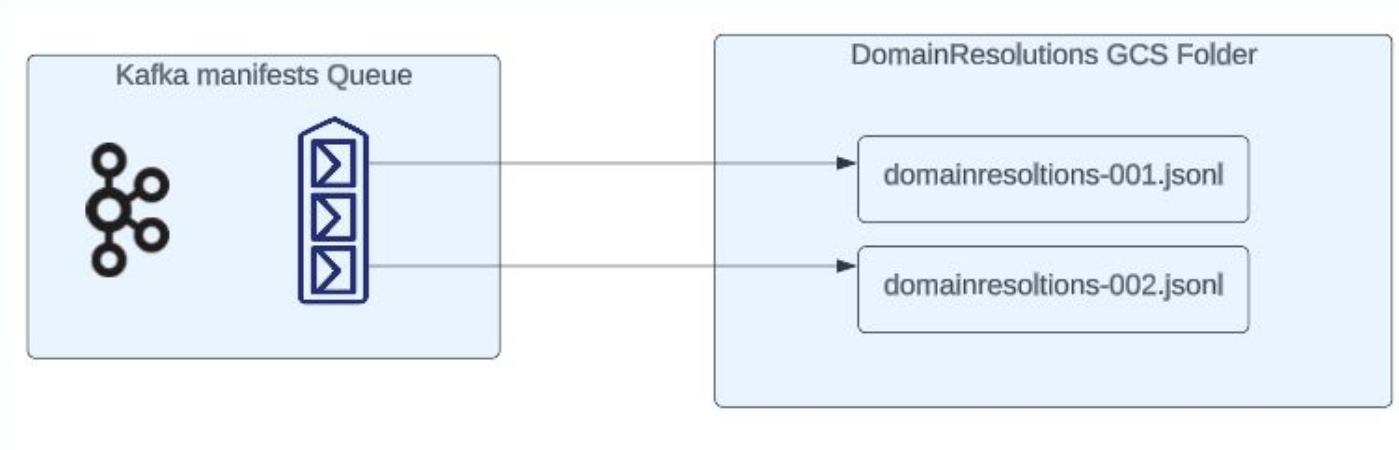 Kafka manifests Queue
DomainResolutions GCS Folder
domainresoltions-001.jsonl
domainresoltions-002.jsonl